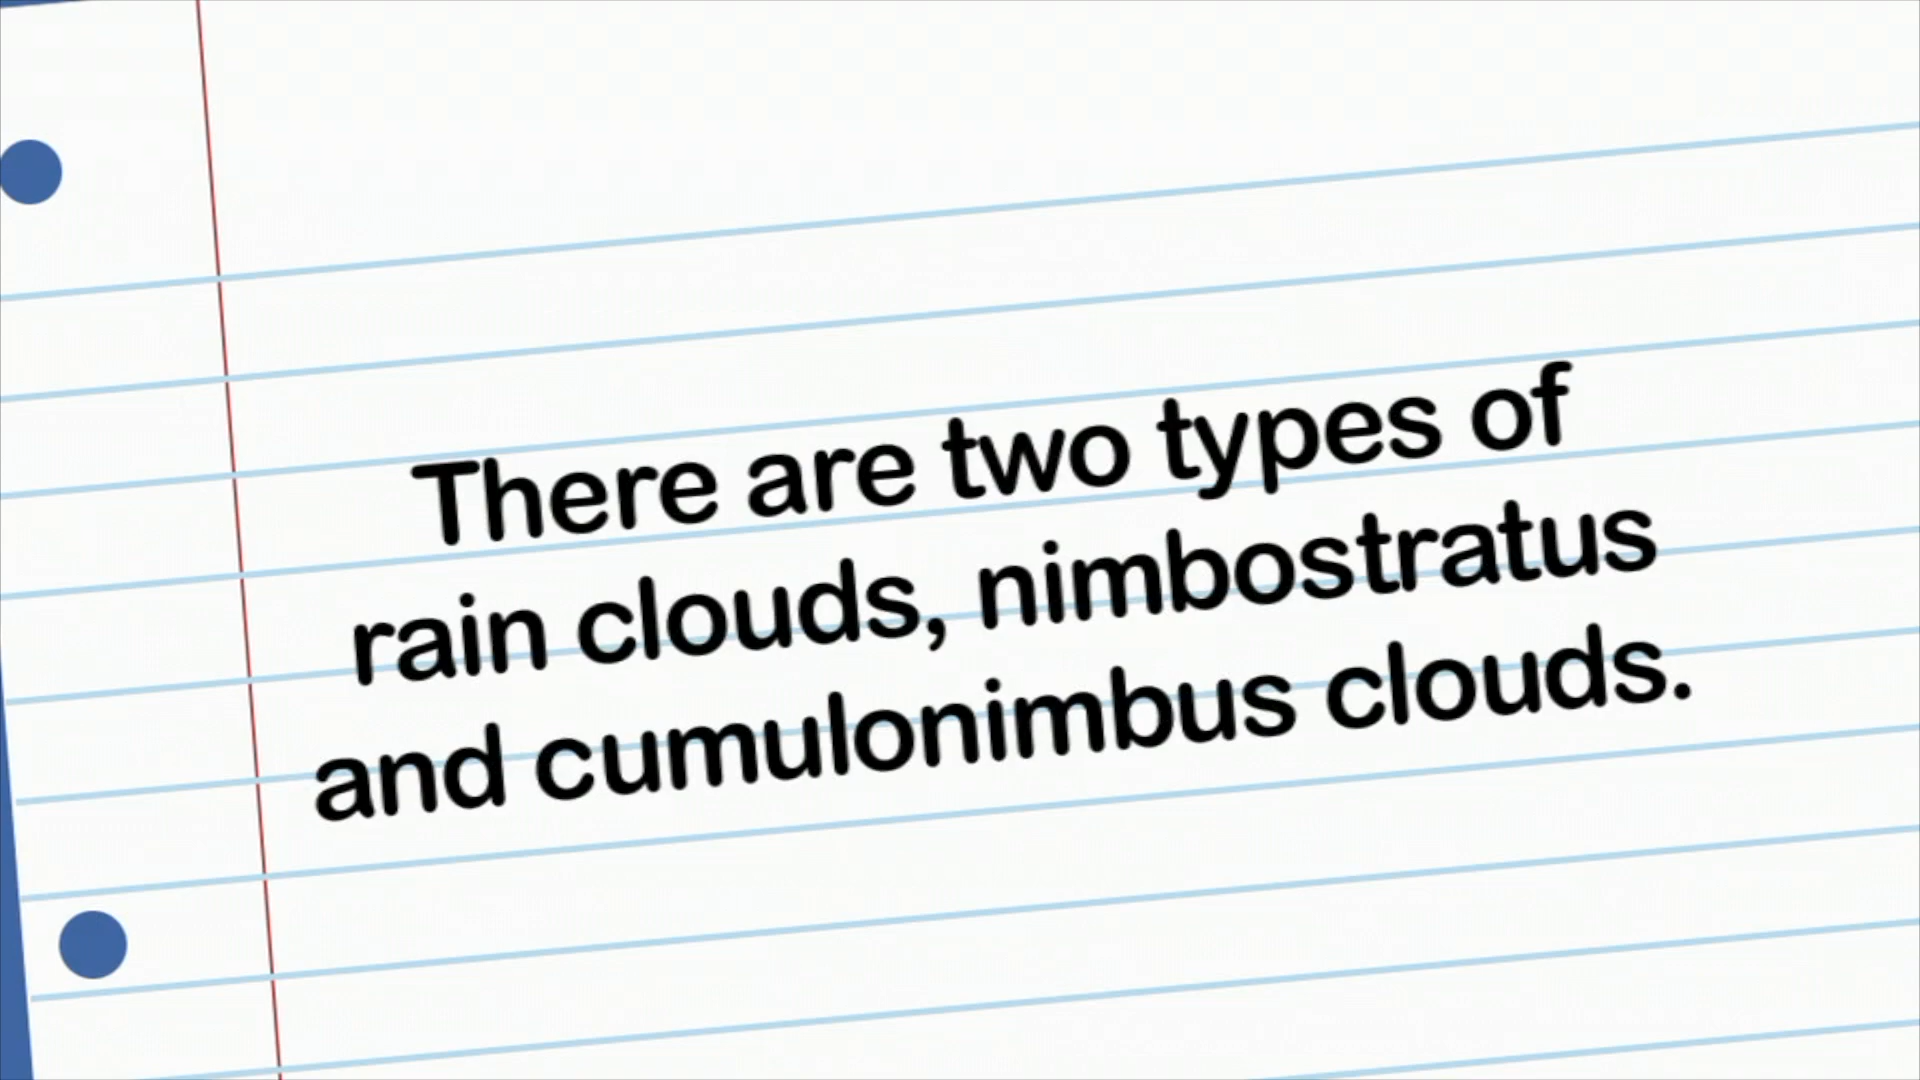 There are two types of
rain clouds, nimbostratus
and cumulonimbus clouds.